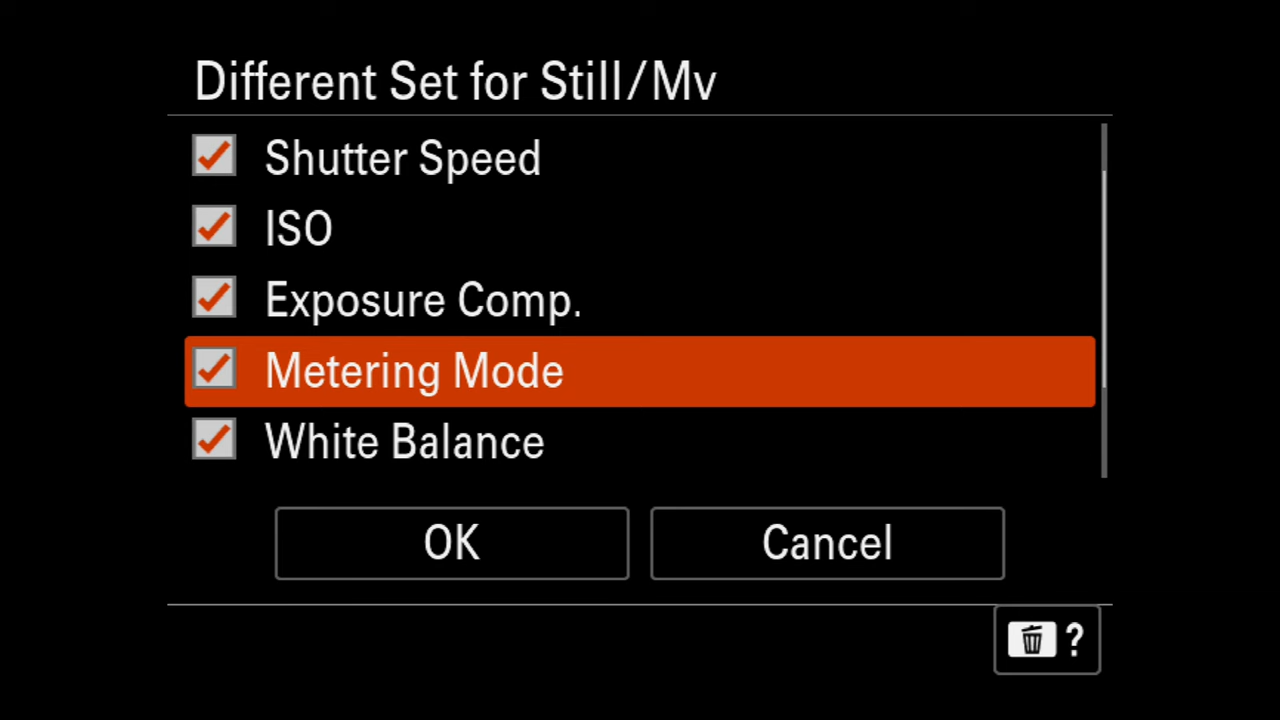 Different Set for Still/Mv
Shutter Speed
ISO
Exposure Comp.
Metering Mode
White Balance
OK
Cancel
?